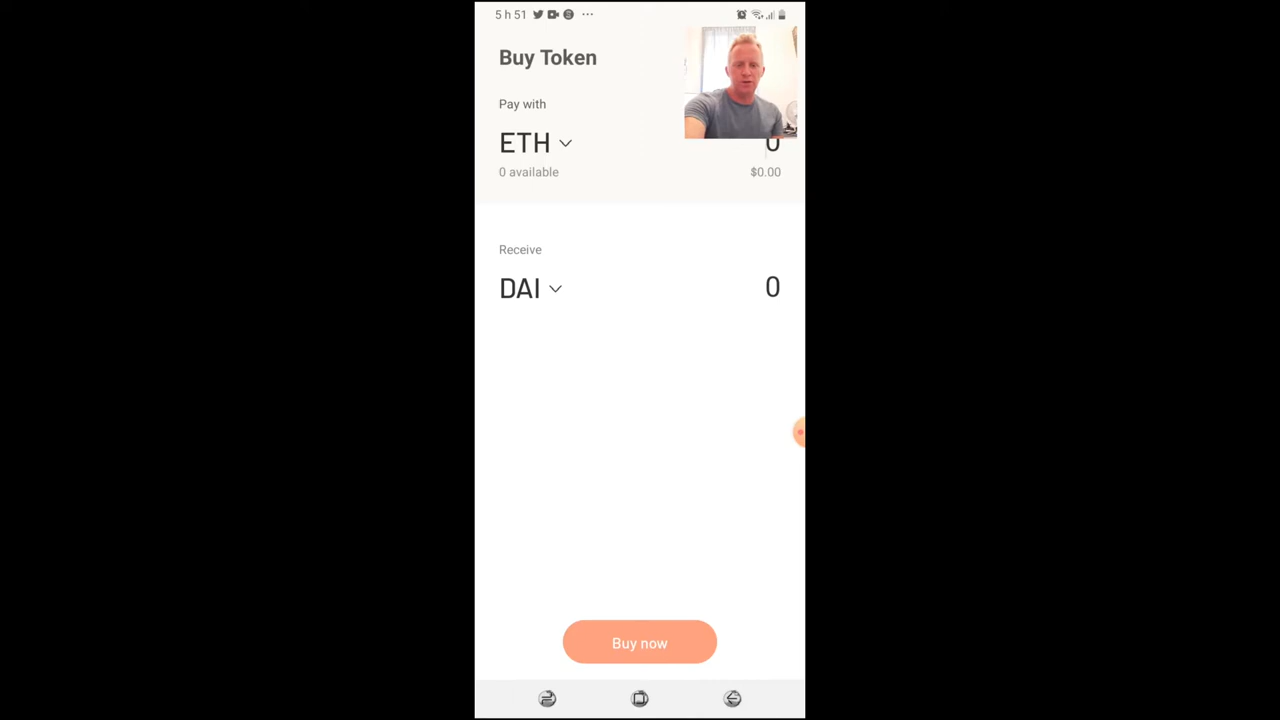 5 h 51
Buy Token
Pay with
ETH
0
0 available
$0.00
Receive
DAI
0
Buy now